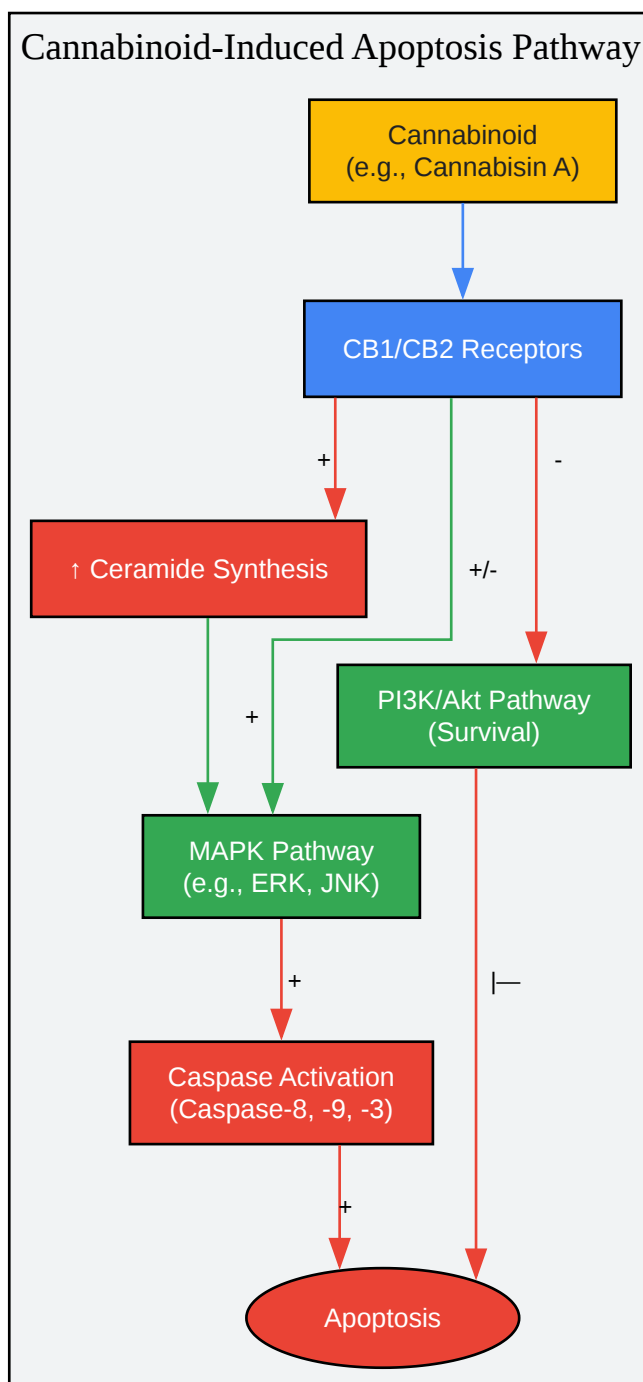 Cannabinoid-Induced Apoptosis Pathway
Cannabinoid
(e.g., Cannabisin A)
CB1/CB2 Receptors
+
-
↑ Ceramide Synthesis
+/-
PI3K/Akt Pathway
(Survival)
+
MAPK Pathway
(e.g., ERK, JNK)
+
|—
Caspase Activation
(Caspase-8, -9, -3)
+
Apoptosis